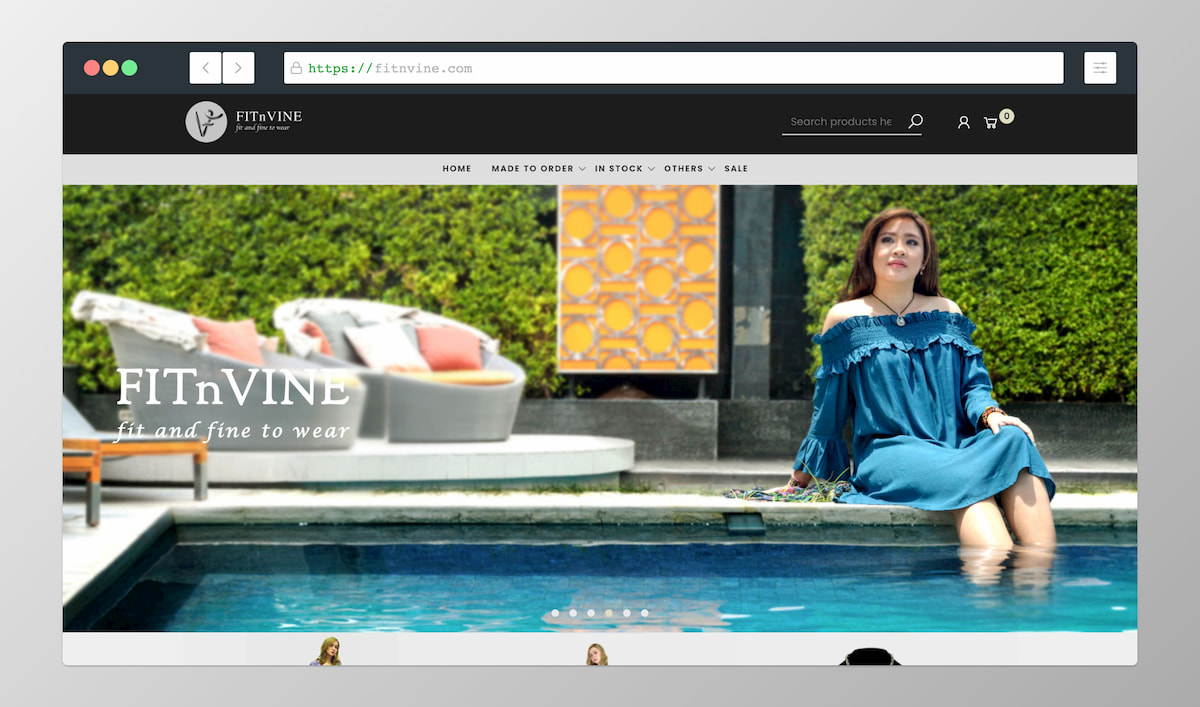 https://fitnvine.com
FITnVINE
fit and fine to wear
Search products he
0
HOME MADE TO ORDER IN STOCK OTHERS SALE
FITnVINE
fit and fine to wear